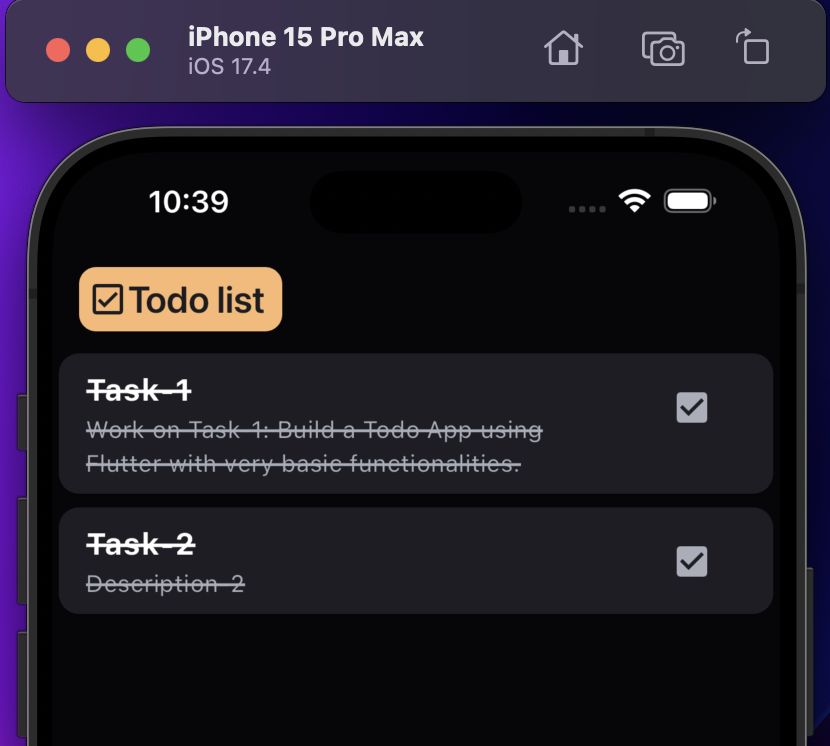 iPhone 15 Pro Max
iOS 17.4
10:39
Todo list
Task-1
Work on Task-1: Build a Todo App using
Flutter with very basic functionalities.
Task-2
Description-2